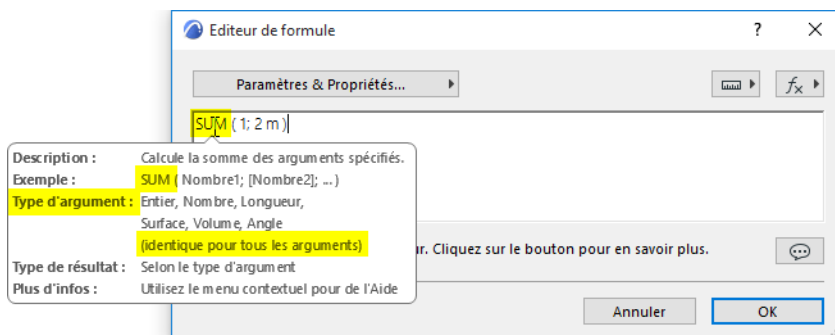 Editeur de formule
?
Paramètres & Propriétés...
fx
SUM ( 1; 2 m )
Description : Calcule la somme des arguments spécifiés.
Exemple : SUM ( Nombre1; [Nombre2]; ... )
Type d'argument : Entier, Nombre, Longueur,
Surface, Volume, Angle
(identique pour tous les arguments)
ur. Cliquez sur le bouton pour en savoir plus.
Type de résultat : Selon le type d'argument
Plus d'infos : Utilisez le menu contextuel pour de l'Aide
Annuler
OK